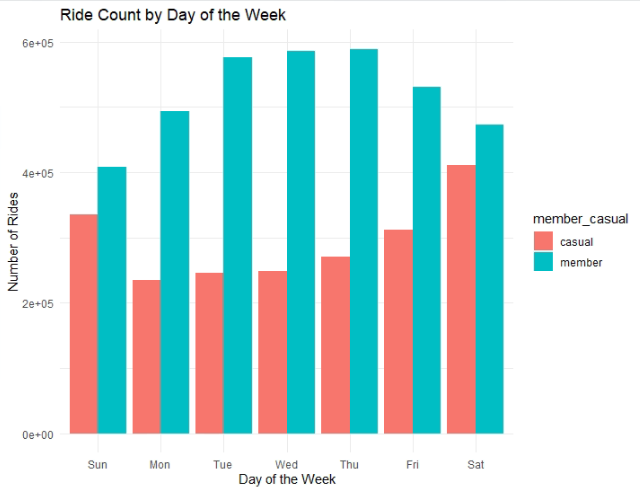 Ride Count by Day of the Week
Number of Rides
6e+05
4e+05
2e+05
0e+00
Sun Mon Tue Wed Thu Fri Sat
Day of the Week
member_casual
casual
member